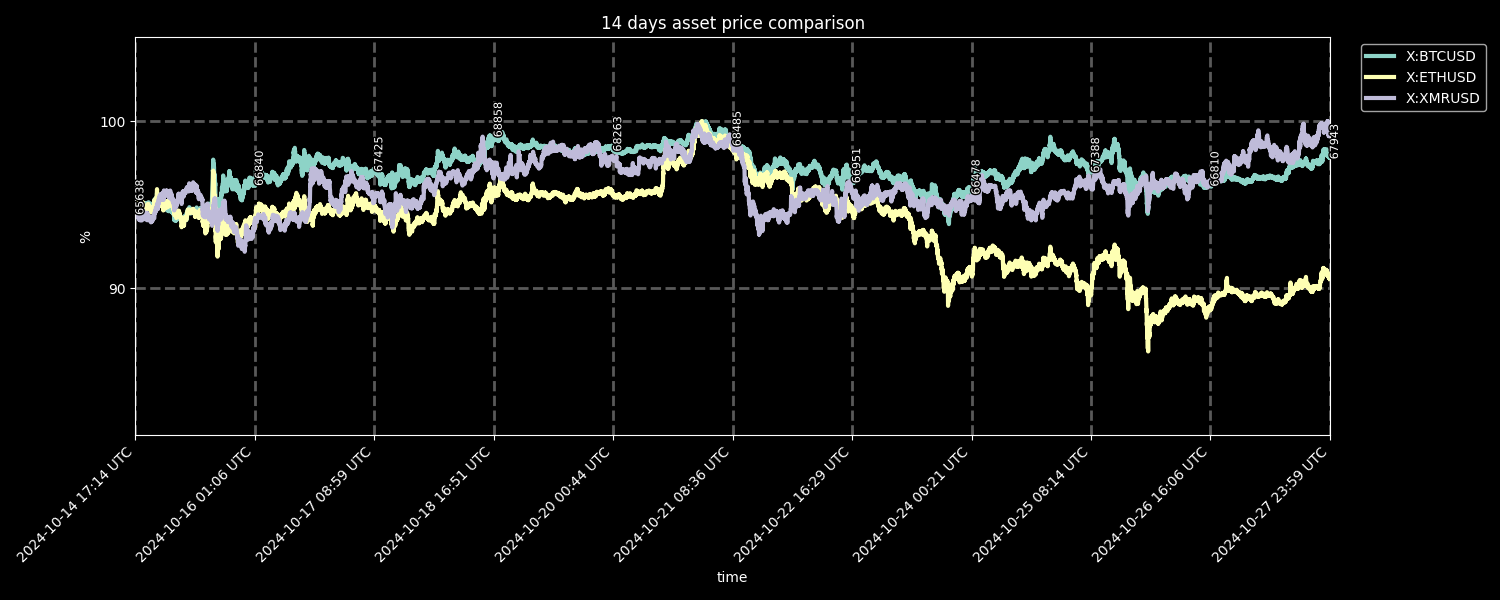 14 days asset price comparison
X:BTCUSD
X:ETHUSD
X:XMRUSD
100
90
%
65638
66840
67425
68858
68263
68485
66951
66478
67388
66810
67943
2024-10-14 17:14 UTC
2024-10-16 01:06 UTC
2024-10-17 08:59 UTC
2024-10-18 16:51 UTC
2024-10-20 00:44 UTC
2024-10-21 08:36 UTC
2024-10-22 16:29 UTC
2024-10-24 00:21 UTC
2024-10-25 08:14 UTC
2024-10-26 16:06 UTC
2024-10-27 23:59 UTC
time